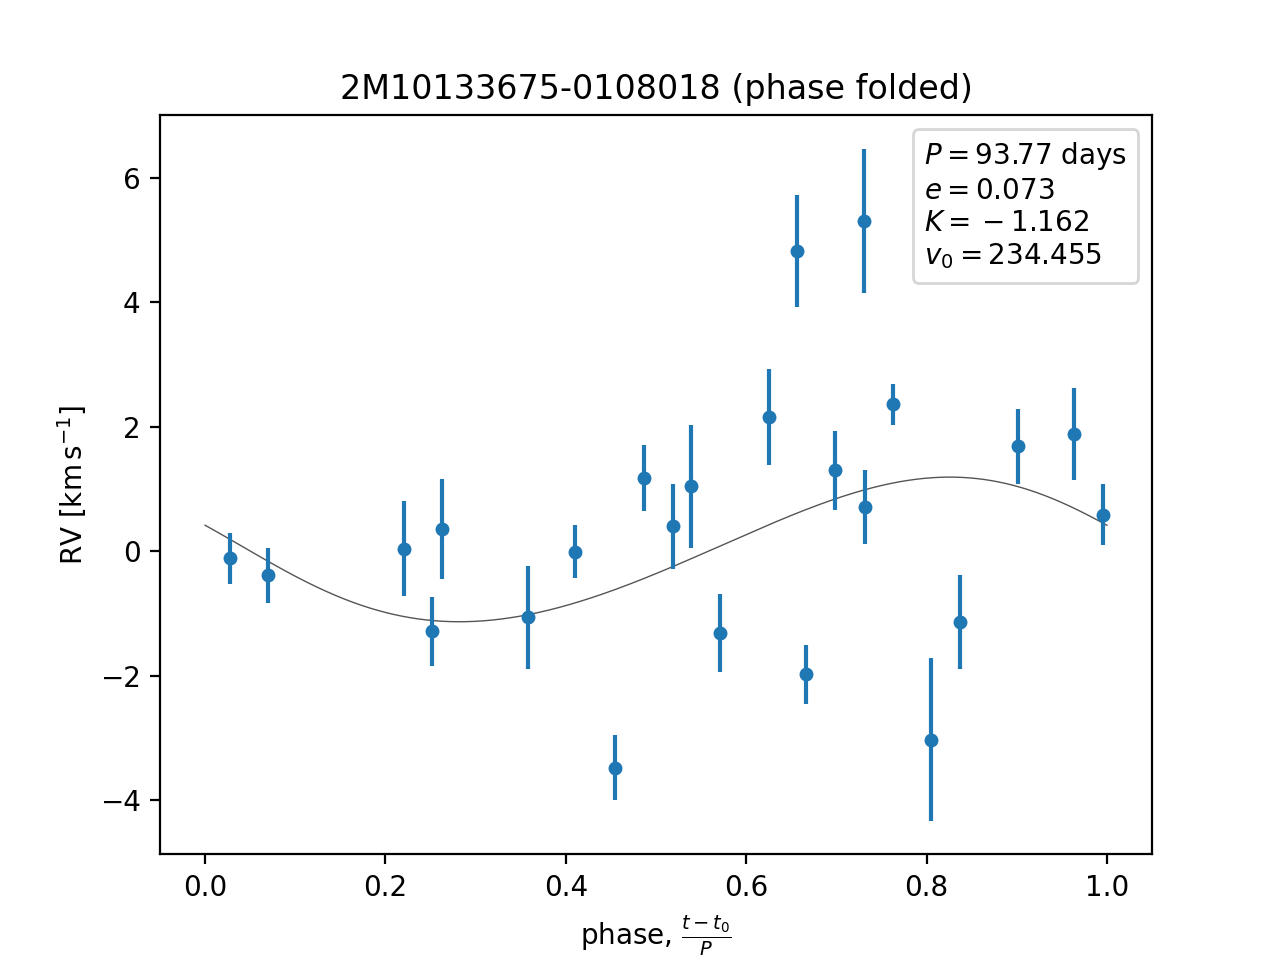 2M10133675-0108018 (phase folded)
P = 93.77 days
e = 0.073
K = −1.162
v₀ = 234.455
6
4
2
0
−2
−4
RV [km s⁻¹]
0.0 0.2 0.4 0.6 0.8 1.0
phase, (t − t₀)/P